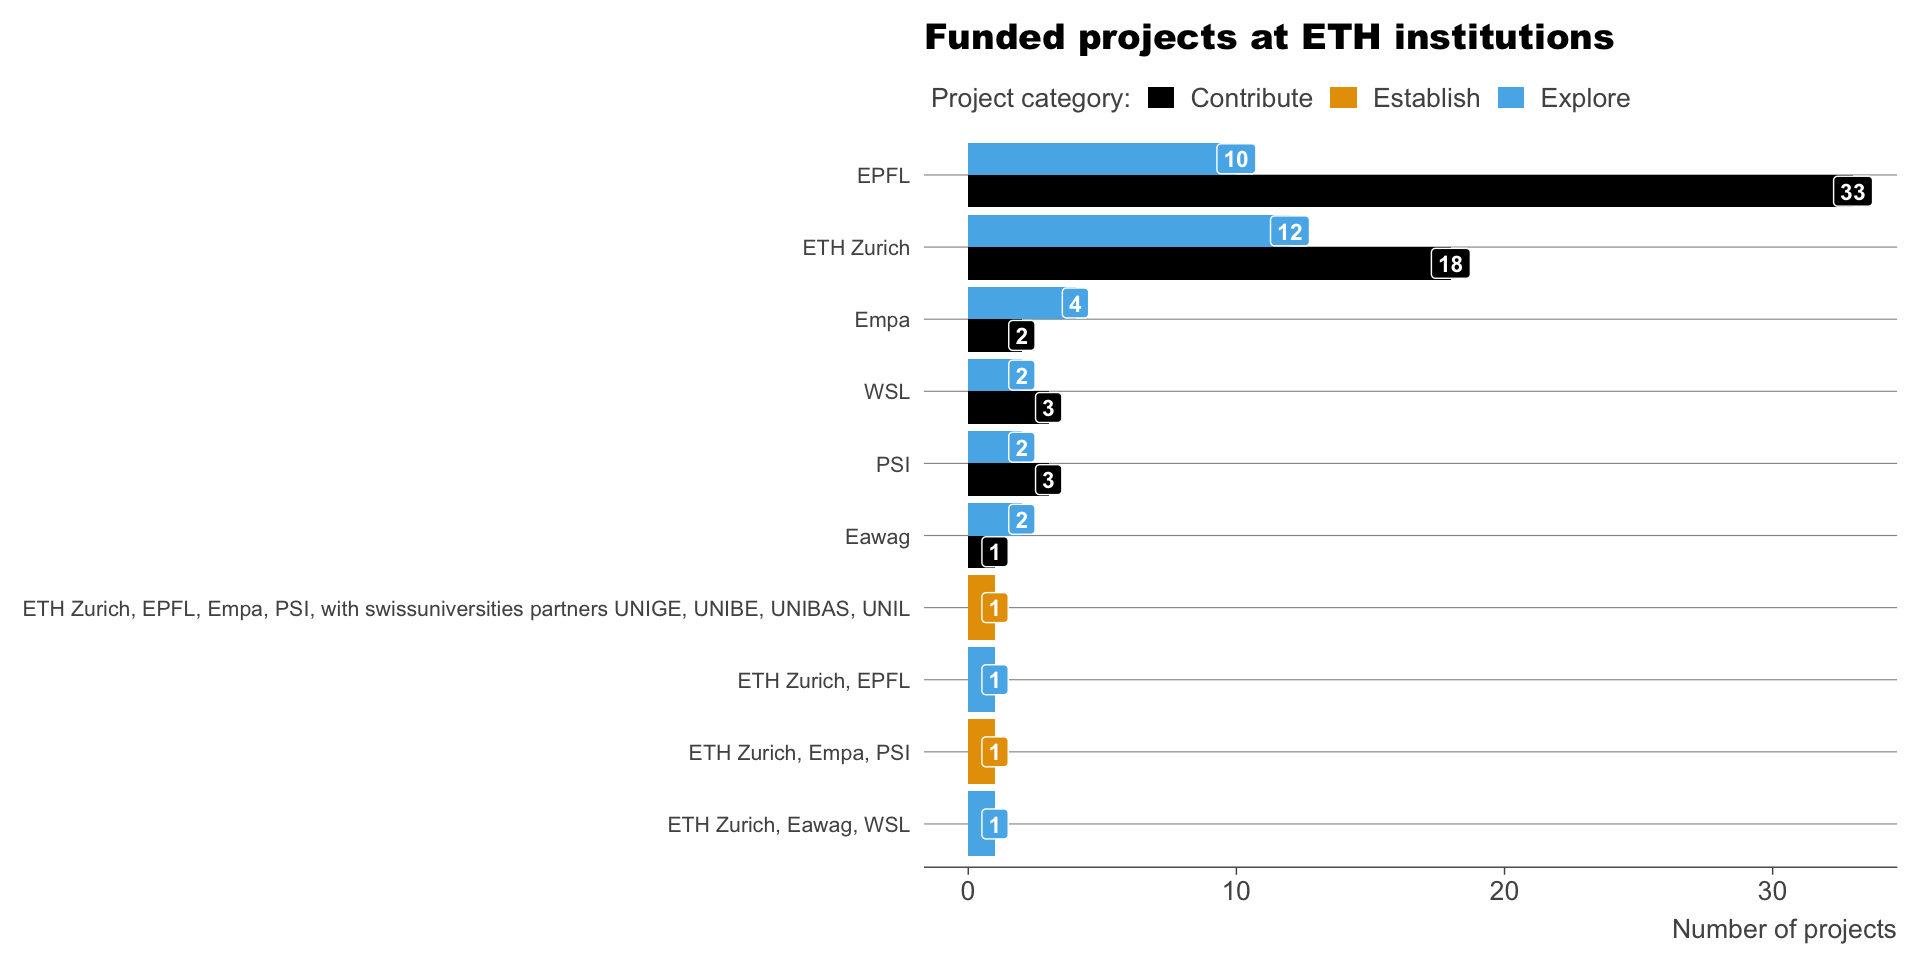 Funded projects at ETH institutions
Project category: Contribute Establish Explore
EPFL 10 33
ETH Zurich 12 18
Empa 4 2
WSL 2 3
PSI 2 3
Eawag 2 1
ETH Zurich, EPFL, Empa, PSI, with swissuniversities partners UNIGE, UNIBE, UNIBAS, UNIL 1
ETH Zurich, EPFL 1
ETH Zurich, Empa, PSI 1
ETH Zurich, Eawag, WSL 1
0 10 20 30
Number of projects